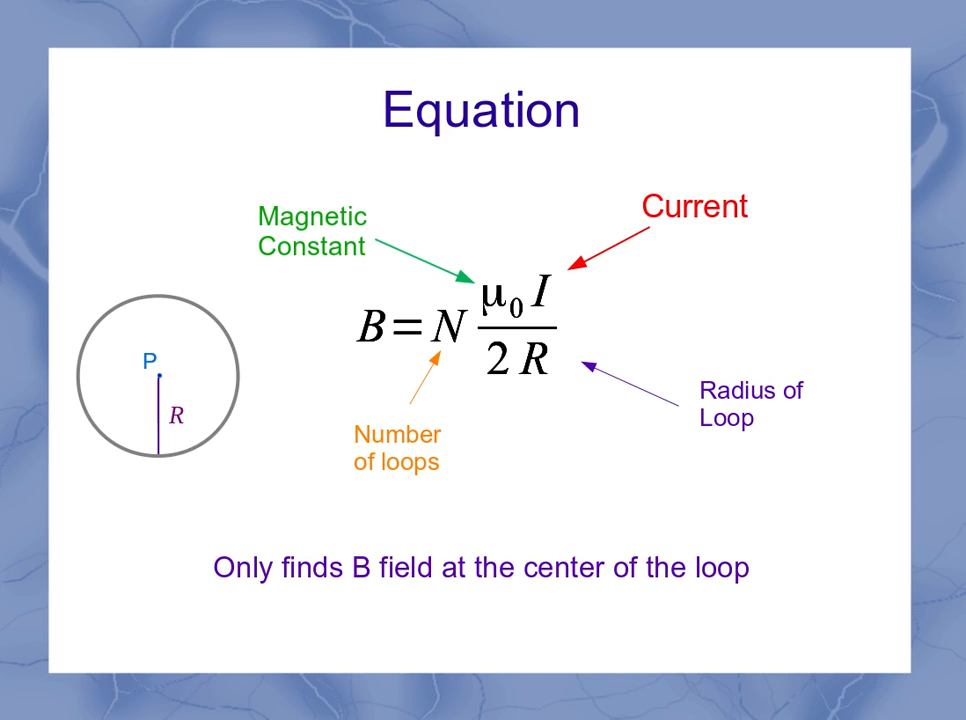 Equation
Magnetic
Constant
Current
B = N μ₀ I / 2 R
P
R
Radius of
Loop
Number
of loops
Only finds B field at the center of the loop